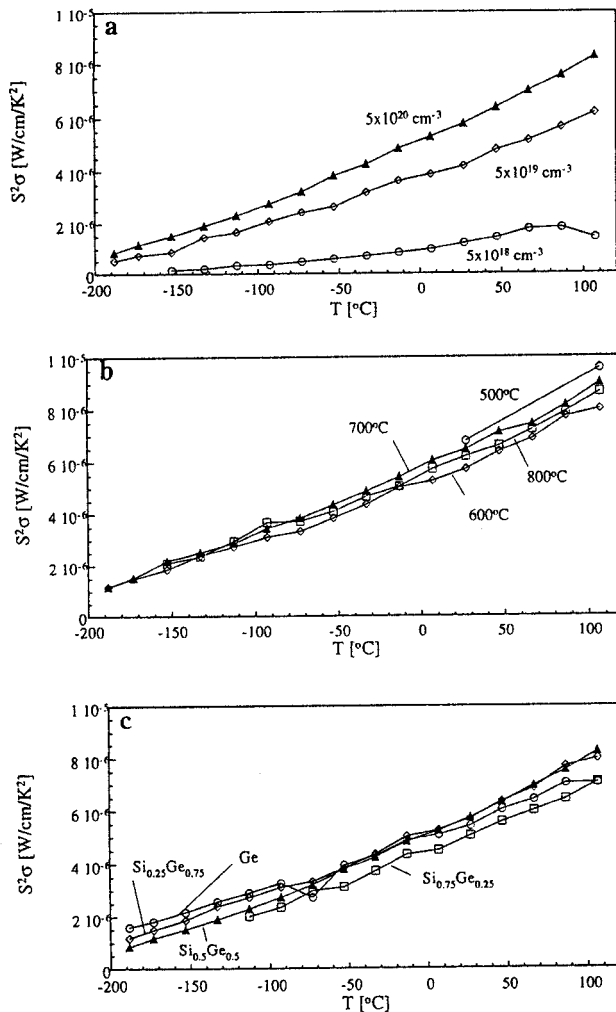 a
1 10⁻⁵
8 10⁻⁶
6 10⁻⁶
4 10⁻⁶
2 10⁻⁶
0
S²σ [W/cm/K²]
5x10²⁰ cm⁻³
5x10¹⁹ cm⁻³
5x10¹⁸ cm⁻³
-200 -150 -100 -50 0 50 100
T [°C]
b
1 10⁻⁵
8 10⁻⁶
6 10⁻⁶
4 10⁻⁶
2 10⁻⁶
0
S²σ [W/cm/K²]
500°C
700°C
800°C
600°C
-200 -150 -100 -50 0 50 100
T [°C]
c
1 10⁻⁵
8 10⁻⁶
6 10⁻⁶
4 10⁻⁶
2 10⁻⁶
0
S²σ [W/cm/K²]
Ge
Si₀.₂₅Ge₀.₇₅
Si₀.₇₅Ge₀.₂₅
Si₀.₅Ge₀.₅
-200 -150 -100 -50 0 50 100
T [°C]